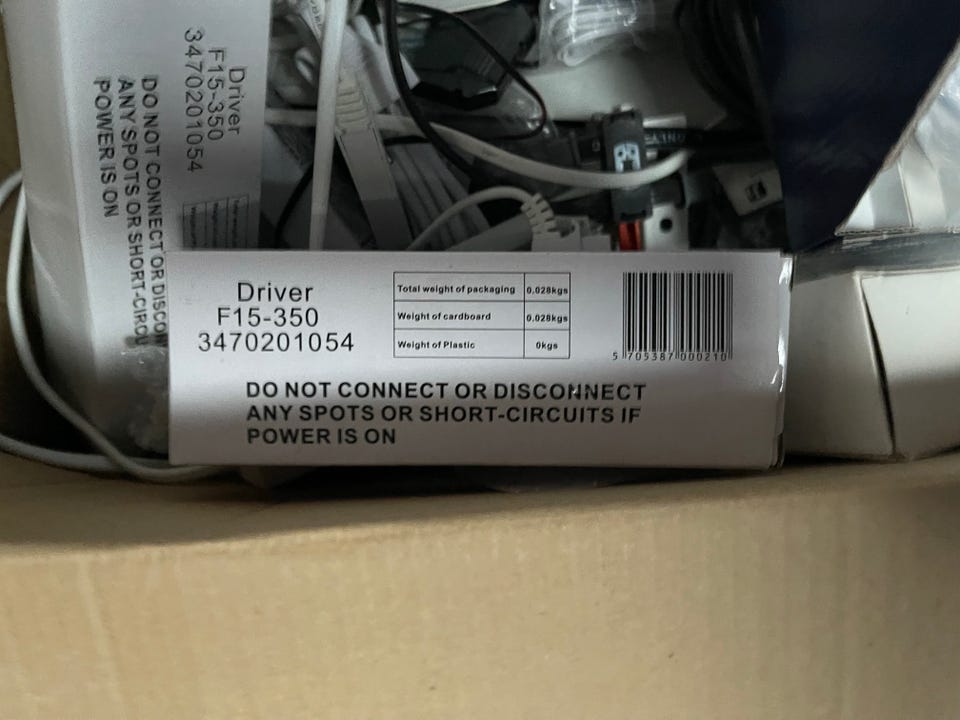 Driver
F15-350
3470201054
DO NOT CONNECT OR DISCON
ANY SPOTS OR SHORT-CIRCU
POWER IS ON
Driver
F15-350
3470201054
Total weight of packaging 0,028kgs
Weight of cardboard 0,028kgs
Weight of Plastic 0kgs
5 705387 000210
DO NOT CONNECT OR DISCONNECT
ANY SPOTS OR SHORT-CIRCUITS IF
POWER IS ON